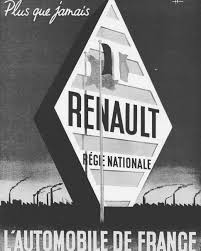 Plus que jamais
RENAULT
RÉGIE NATIONALE
L'AUTOMOBILE DE FRANCE